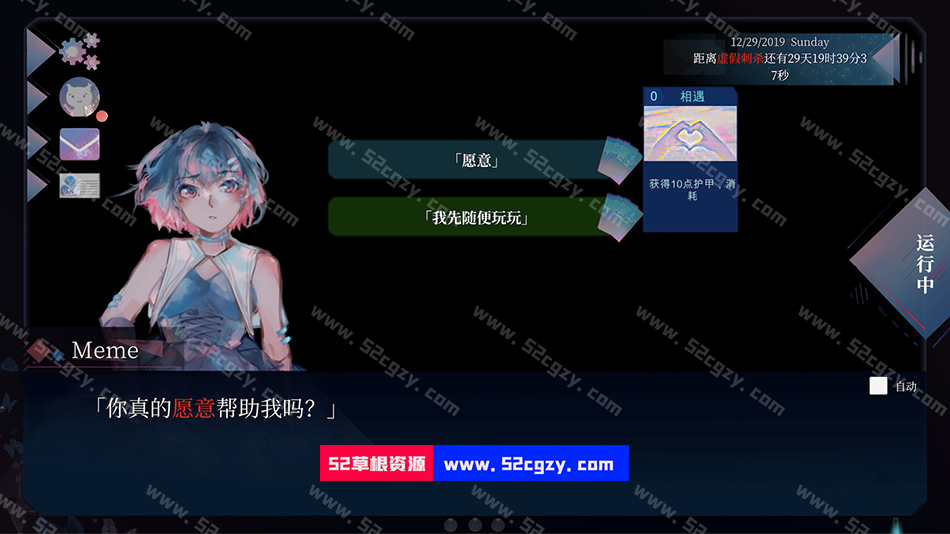 12/29/2019 Sunday
距离虚假刺杀还有29天19时39分3
7秒
0 相遇
获得10点护甲，消
耗
「愿意」
「我先随便玩玩」
运行中
Meme
自动
「你真的愿意帮助我吗？」
52草根资源 www.52cgzy.com
www.52cgzy.com